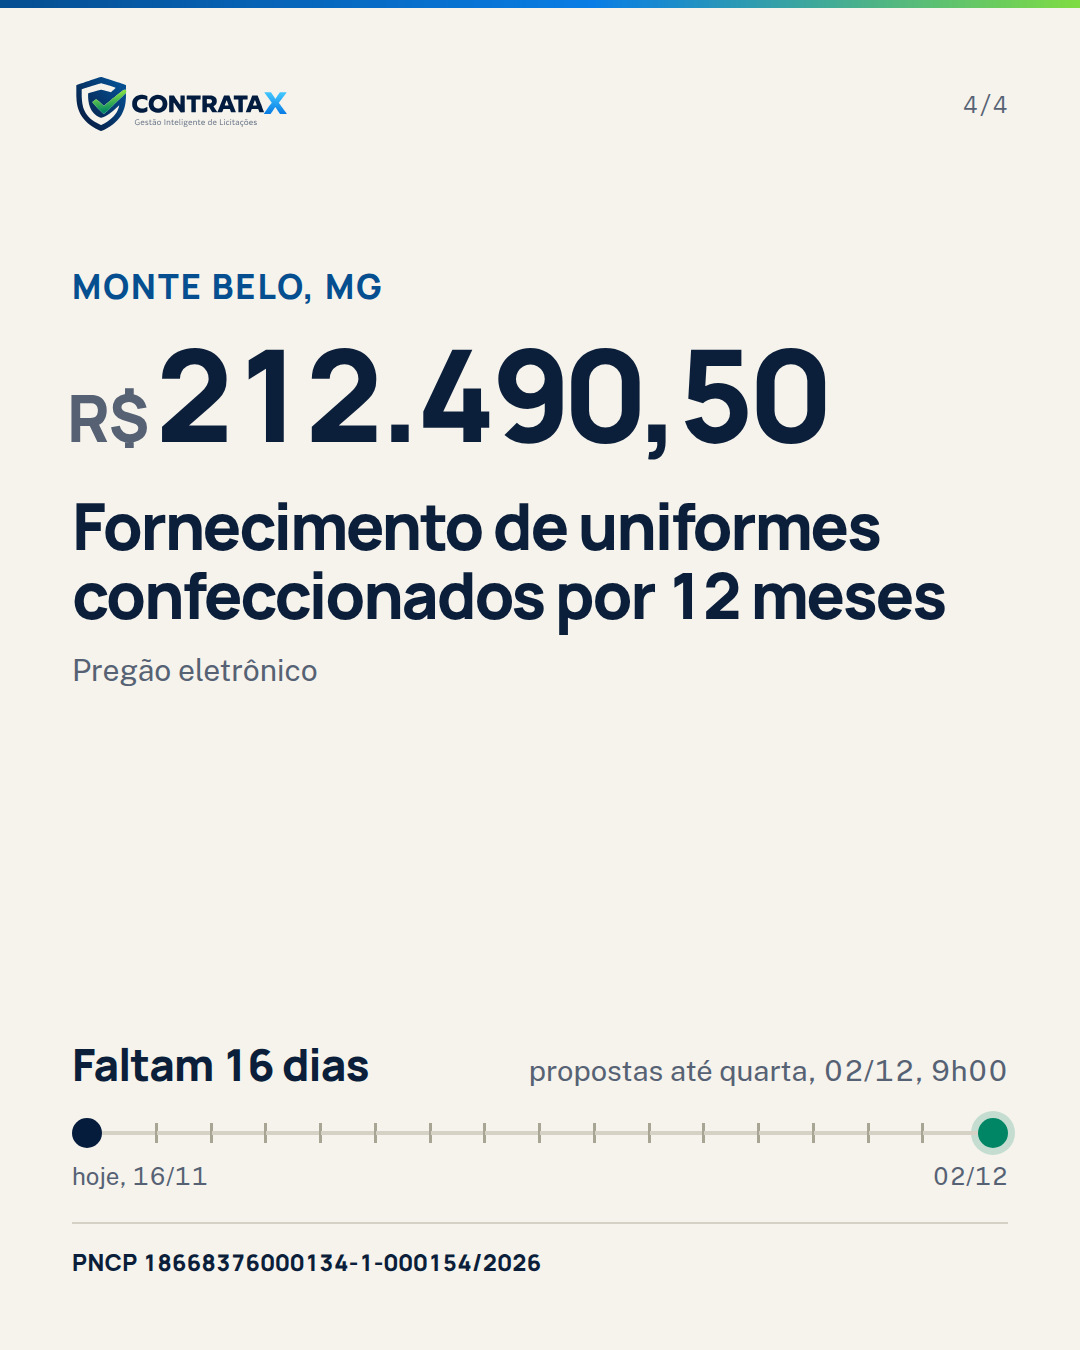 CONTRATAX
Gestão Inteligente de Licitações
4/4
MONTE BELO, MG
R$ 212.490,50
Fornecimento de uniformes
confeccionados por 12 meses
Pregão eletrônico
Faltam 16 dias
propostas até quarta, 02/12, 9h00
hoje, 16/11
02/12
PNCP 18668376000134-1-000154/2026